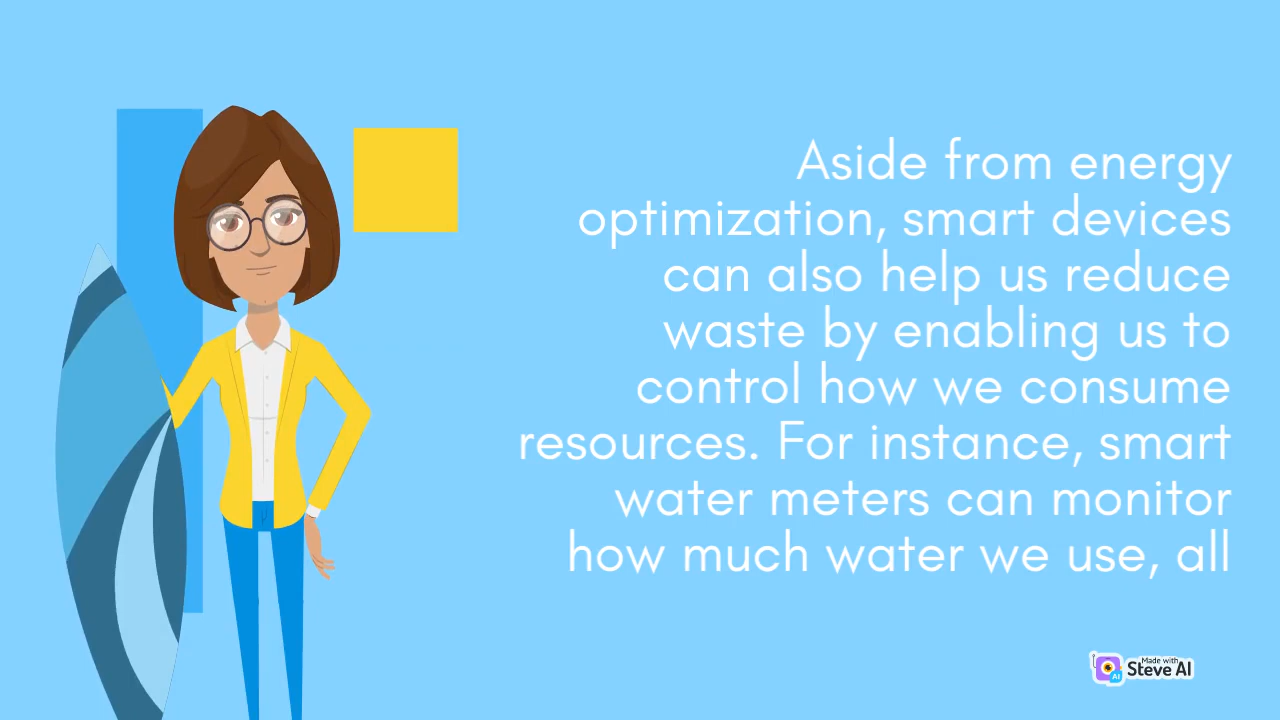 Aside from energy
optimization, smart devices
can also help us reduce
waste by enabling us to
control how we consume
resources. For instance, smart
water meters can monitor
how much water we use, all
Made with
Steve AI
AI